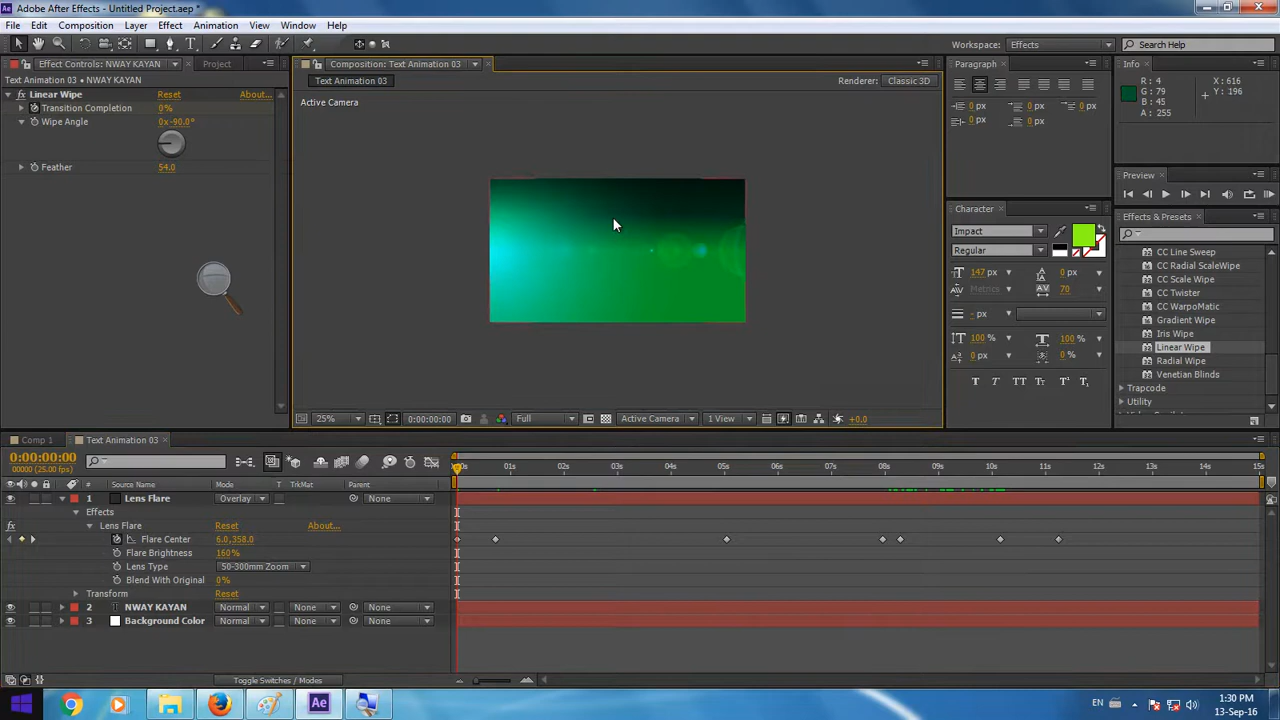 Adobe After Effects - Untitled Project.aep *
File Edit Composition Layer Effect Animation View Window Help
Workspace: Effects Search Help
Effect Controls: NWAY KAYAN Project
Text Animation 03 • NWAY KAYAN
Linear Wipe Reset About...
Transition Completion 0%
Wipe Angle 0x-90.0°
Feather 54.0
Composition: Text Animation 03
Text Animation 03 Renderer: Classic 3D
Active Camera
25% 0:00:00:00 Full Active Camera 1 View +0.0
Paragraph
0 px 0 px 0 px
0 px 0 px
Character
Impact
Regular
147 px 0 px
Metrics 70
- px
100 % 100 %
0 px 0 %
T T TT Tt T¹ T₁
Info
R : 4 X : 616
G : 79 Y : 196
B : 45
A : 255
Preview
Effects & Presets
CC Line Sweep
CC Radial ScaleWipe
CC Scale Wipe
CC Twister
CC WarpoMatic
Gradient Wipe
Iris Wipe
Linear Wipe
Radial Wipe
Venetian Blinds
Trapcode
Utility
Comp 1 Text Animation 03
0:00:00:00
00000 (25.00 fps)
01s 02s 03s 04s 05s 06s 07s 08s 09s 10s 11s 12s 13s 14s 15s
# Source Name Mode T TrkMat Parent
1 Lens Flare Overlay None
Effects
Lens Flare Reset About...
Flare Center 6.0,358.0
Flare Brightness 160%
Lens Type 50-300mm Zoom
Blend With Original 0%
Transform Reset
2 T NWAY KAYAN Normal None None
3 Background Color Normal None None
Toggle Switches / Modes
Ae EN 1:30 PM
13-Sep-16